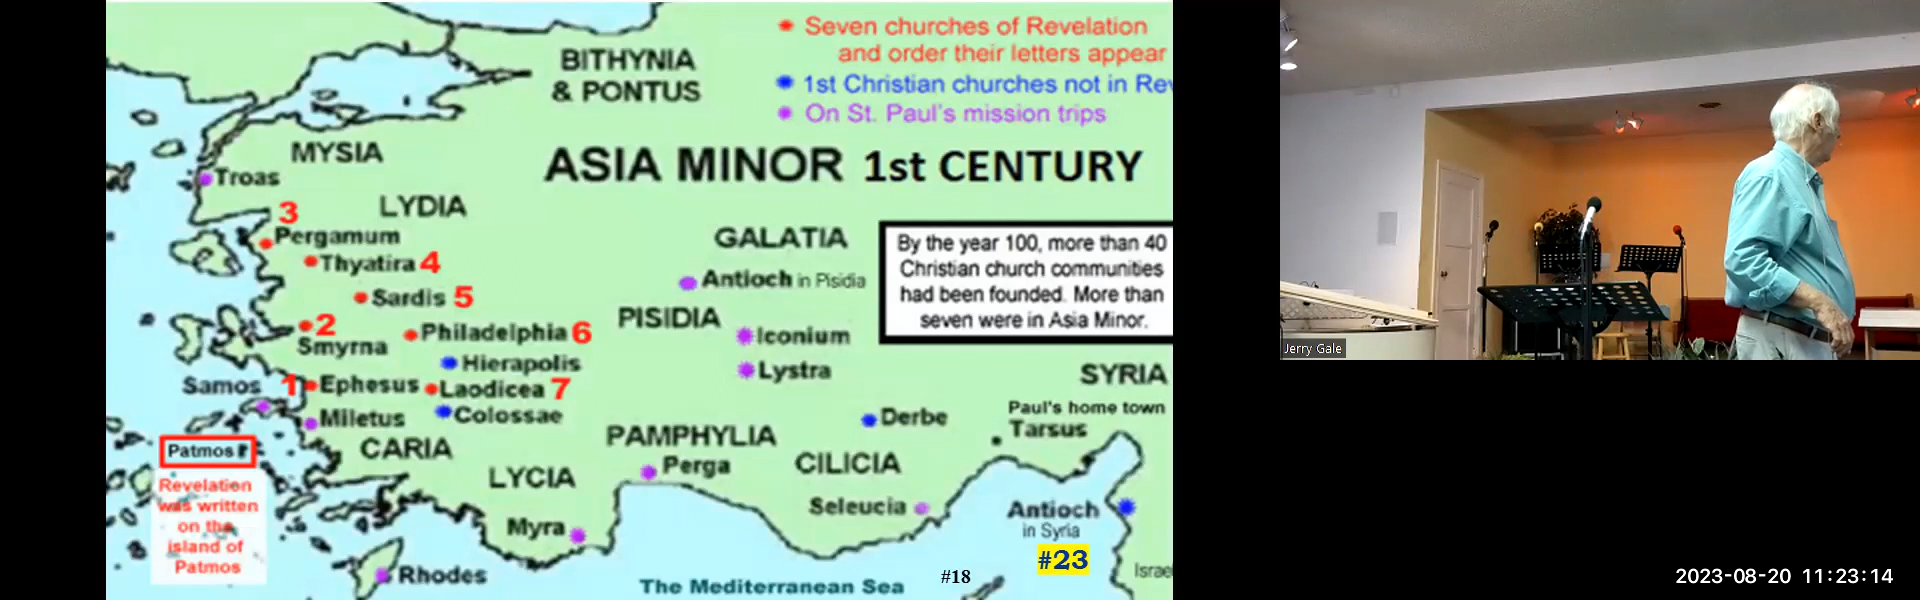 Seven churches of Revelation
and order their letters appear
1st Christian churches not in Rev
On St. Paul's mission trips
BITHYNIA
& PONTUS
ASIA MINOR 1st CENTURY
MYSIA
Troas
LYDIA
3
Pergamum
Thyatira 4
Sardis 5
2
Smyrna
Philadelphia 6
Hierapolis
Samos
1 Ephesus
Laodicea 7
Miletus
Colossae
CARIA
Patmos
Revelation
was written
on the
island of
Patmos
LYCIA
Myra
Rhodes
GALATIA
Antioch in Pisidia
PISIDIA
Iconium
Lystra
By the year 100, more than 40
Christian church communities
had been founded. More than
seven were in Asia Minor.
SYRIA
Paul's home town
Tarsus
Derbe
PAMPHYLIA
Perga
CILICIA
Seleucia
Antioch
in Syria
#23
#18
Israe
The Mediterranean Sea
Jerry Gale
2023-08-20 11:23:14